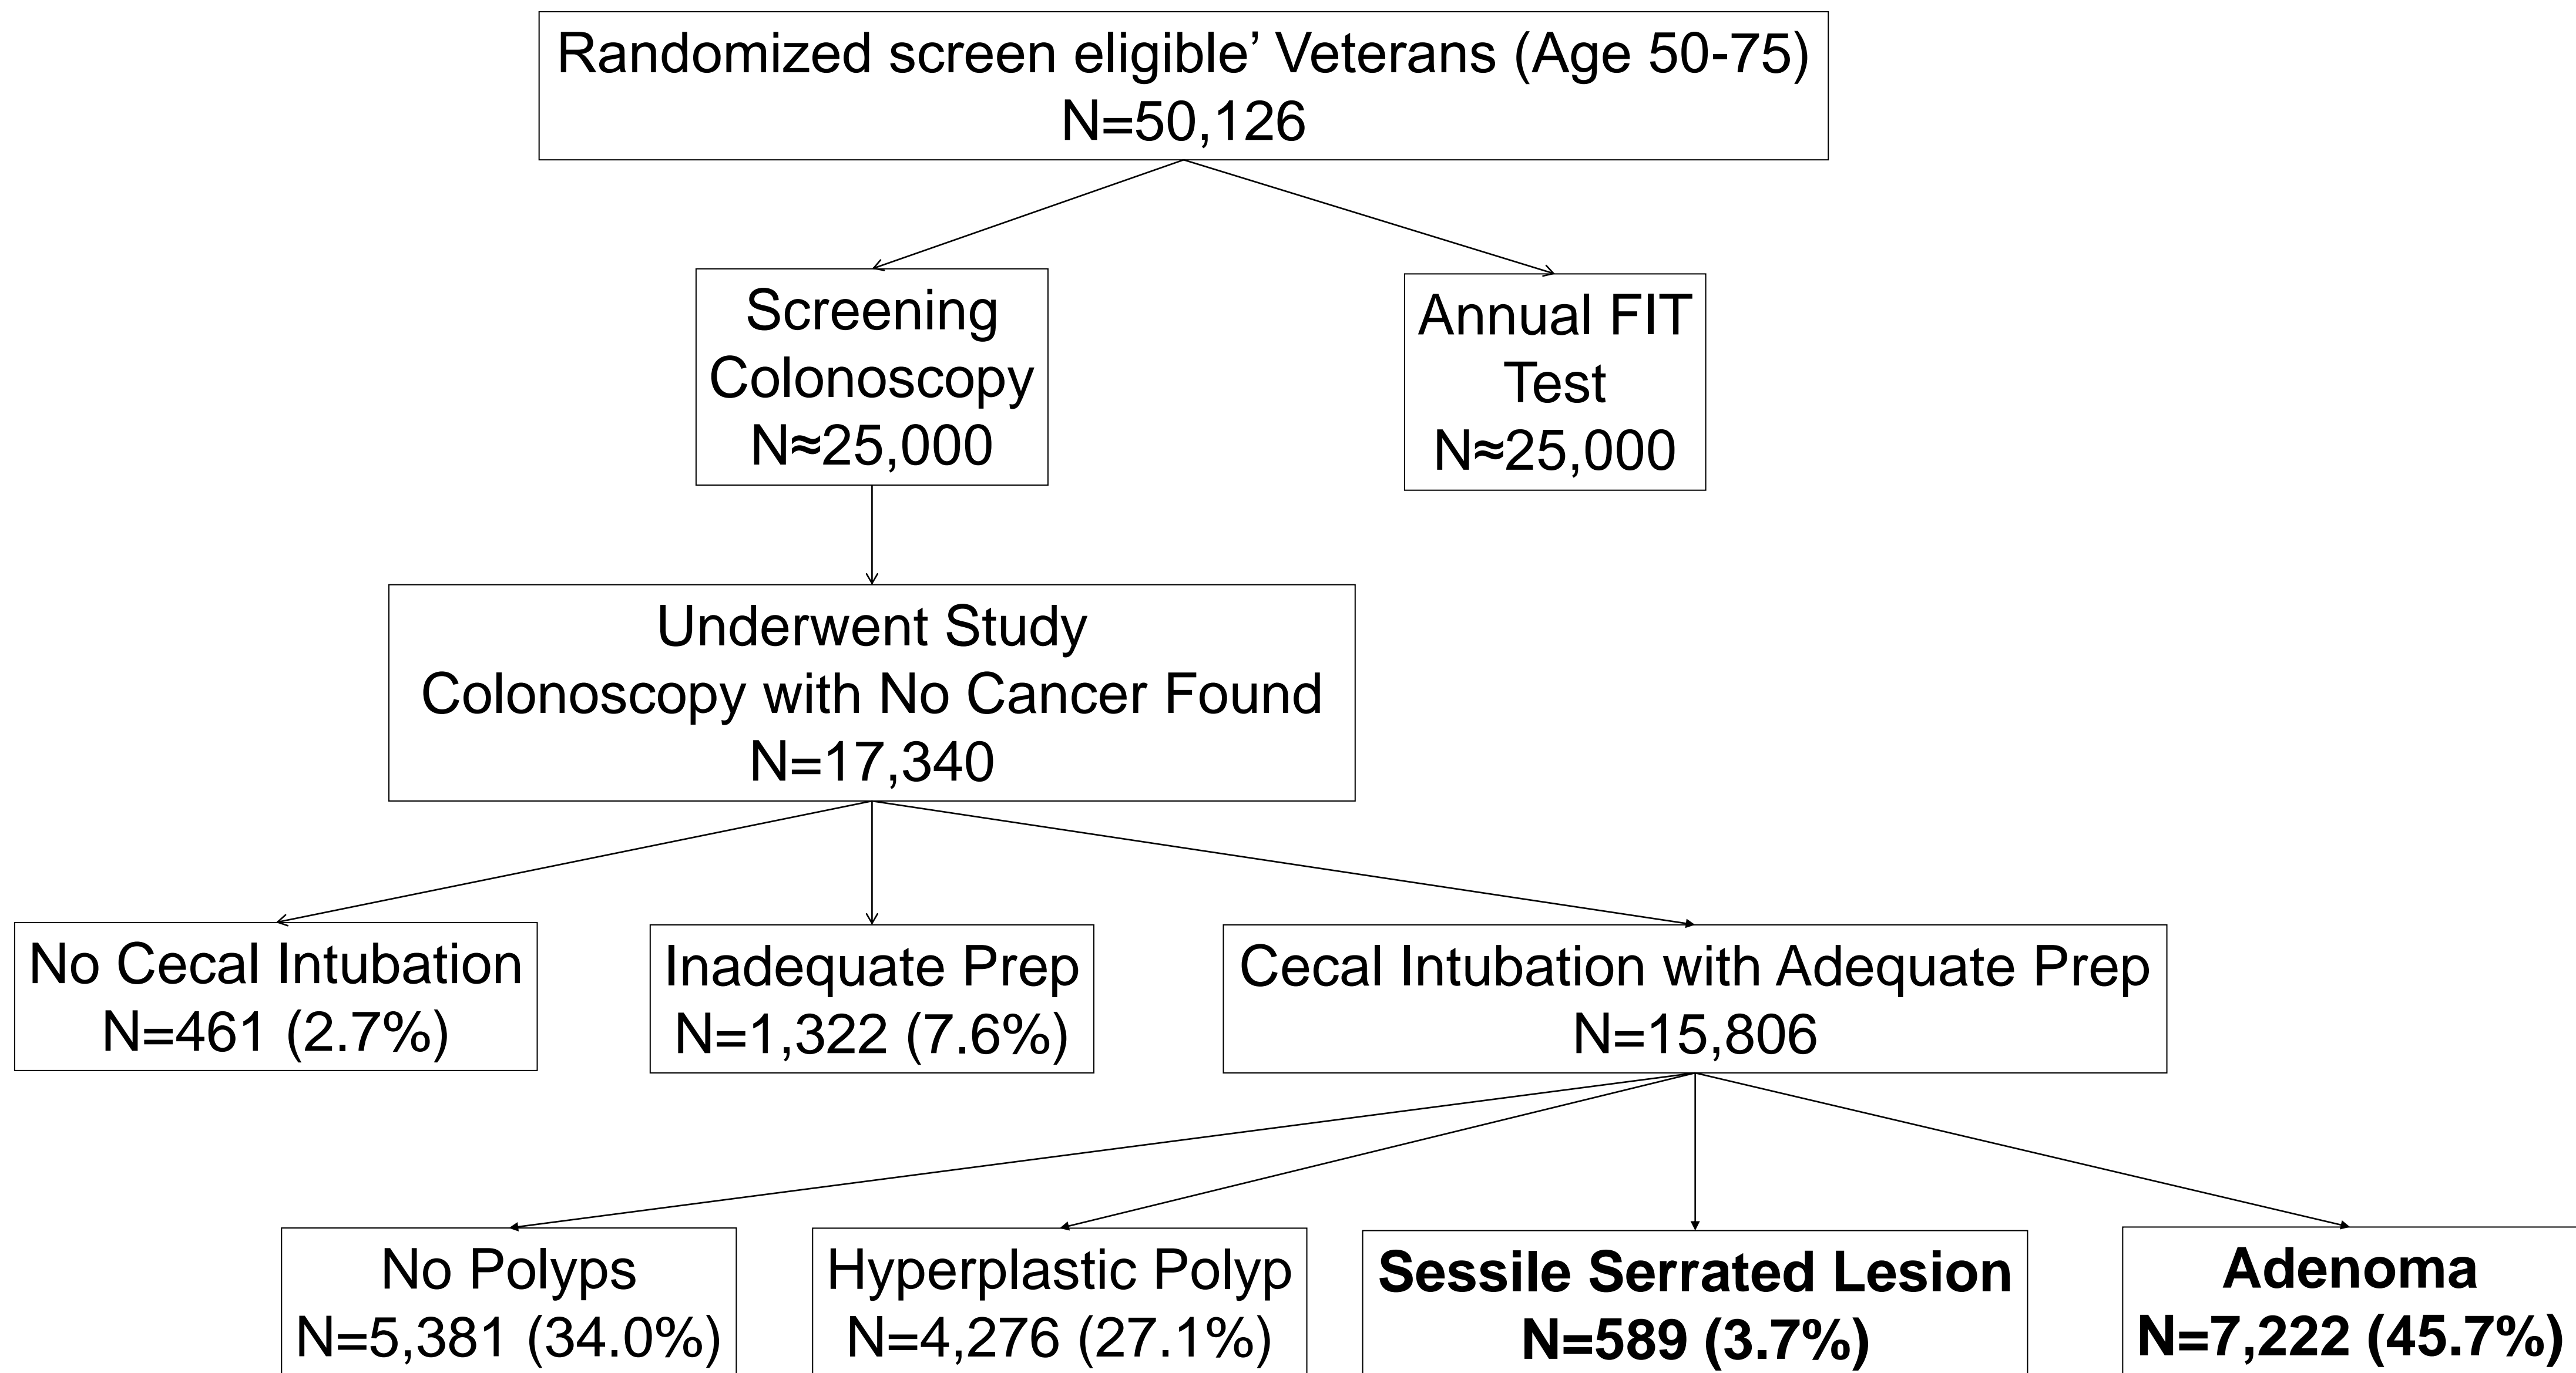 Randomized screen eligible’ Veterans (Age 50-75)
N=50,126
Screening
Colonoscopy
N≈25,000
Annual FIT
Test
N≈25,000
Underwent Study
Colonoscopy with No Cancer Found
N=17,340
No Cecal Intubation
N=461 (2.7%)
Inadequate Prep
N=1,322 (7.6%)
Cecal Intubation with Adequate Prep
N=15,806
No Polyps
N=5,381 (34.0%)
Hyperplastic Polyp
N=4,276 (27.1%)
Sessile Serrated Lesion
N=589 (3.7%)
Adenoma
N=7,222 (45.7%)